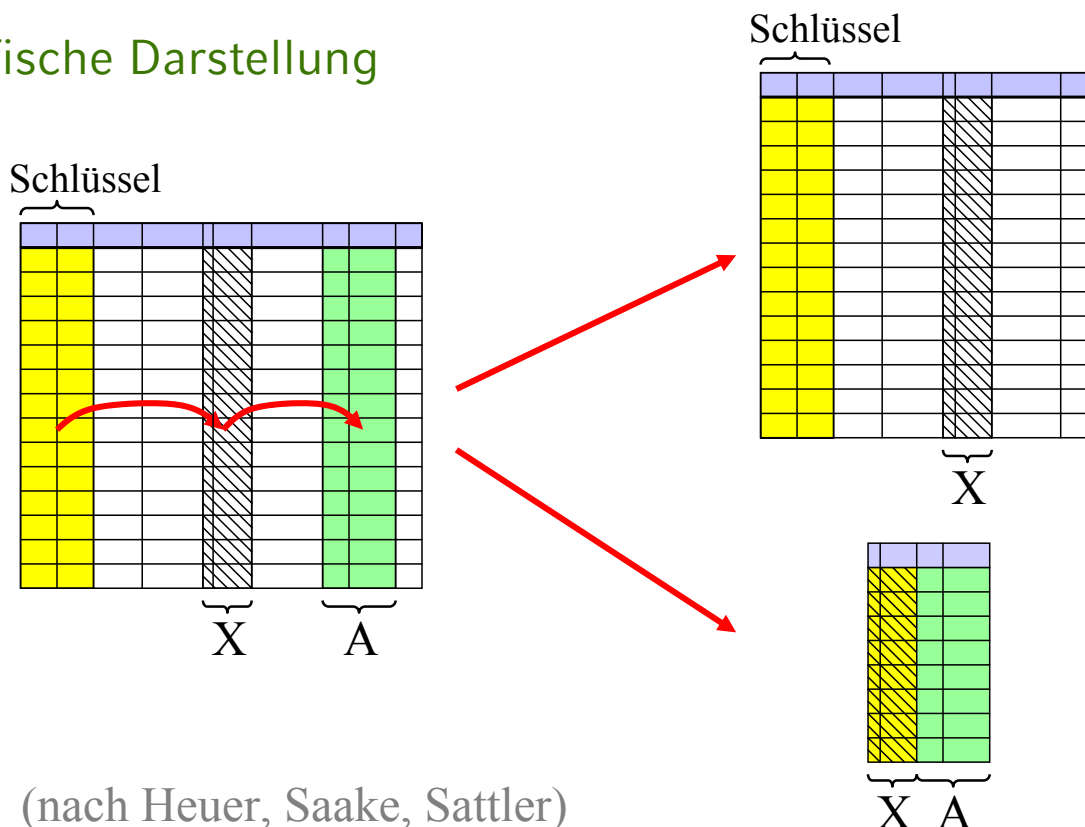 ische Darstellung
Schlüssel
Schlüssel
X
A
X
X
A
(nach Heuer, Saake, Sattler)